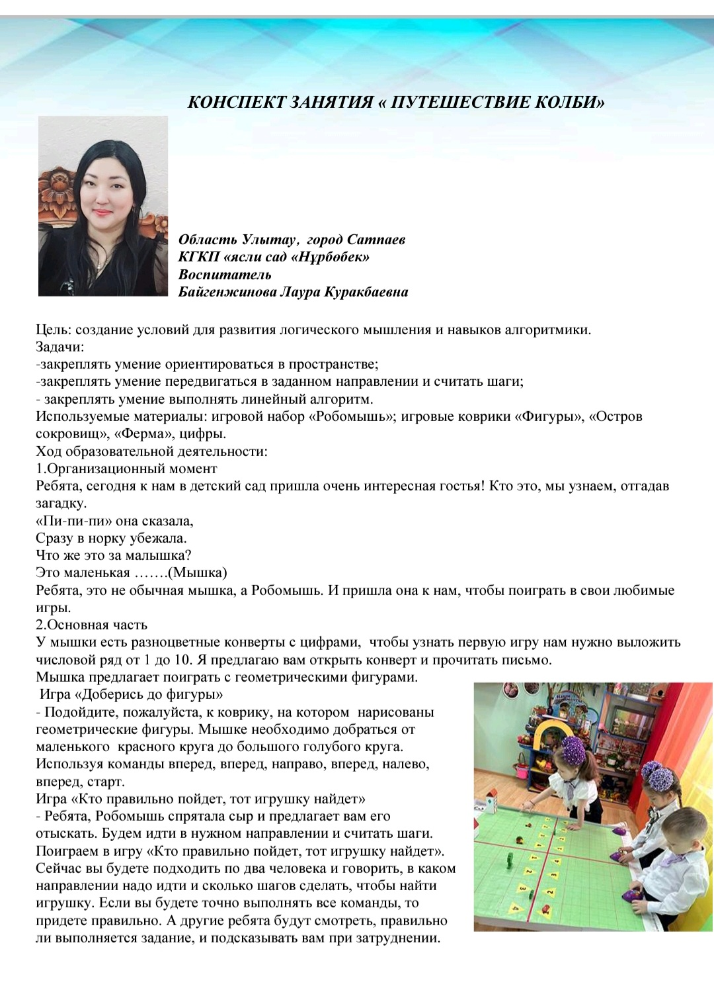 КОНСПЕКТ ЗАНЯТИЯ « ПУТЕШЕСТВИЕ КОЛБИ»
Область Улытау, город Сатпаев
КГКП «ясли сад «Нұрбөбек»
Воспитатель
Байгенжинова Лаура Куракбаевна
Цель: создание условий для развития логического мышления и навыков алгоритмики.
Задачи:
-закреплять умение ориентироваться в пространстве;
-закреплять умение передвигаться в заданном направлении и считать шаги;
- закреплять умение выполнять линейный алгоритм.
Используемые материалы: игровой набор «Робомышь»; игровые коврики «Фигуры», «Остров
сокровищ», «Ферма», цифры.
Ход образовательной деятельности:
1.Организационный момент
Ребята, сегодня к нам в детский сад пришла очень интересная гостья! Кто это, мы узнаем, отгадав
загадку.
«Пи-пи-пи» она сказала,
Сразу в норку убежала.
Что же это за малышка?
Это маленькая …….(Мышка)
Ребята, это не обычная мышка, а Робомышь. И пришла она к нам, чтобы поиграть в свои любимые
игры.
2.Основная часть
У мышки есть разноцветные конверты с цифрами,  чтобы узнать первую игру нам нужно выложить
числовой ряд от 1 до 10. Я предлагаю вам открыть конверт и прочитать письмо.
Мышка предлагает поиграть с геометрическими фигурами.
Игра «Доберись до фигуры»
- Подойдите, пожалуйста, к коврику, на котором  нарисованы
геометрические фигуры. Мышке необходимо добраться от
маленького  красного круга до большого голубого круга.
Используя команды вперед, вперед, направо, вперед, налево,
вперед, старт.
Игра «Кто правильно пойдет, тот игрушку найдет»
- Ребята, Робомышь спрятала сыр и предлагает вам его
отыскать. Будем идти в нужном направлении и считать шаги.
Поиграем в игру «Кто правильно пойдет, тот игрушку найдет».
Сейчас вы будете подходить по два человека и говорить, в каком
направлении надо идти и сколько шагов сделать, чтобы найти
игрушку. Если вы будете точно выполнять все команды, то
придете правильно. А другие ребята будут смотреть, правильно
ли выполняется задание, и подсказывать вам при затруднении.